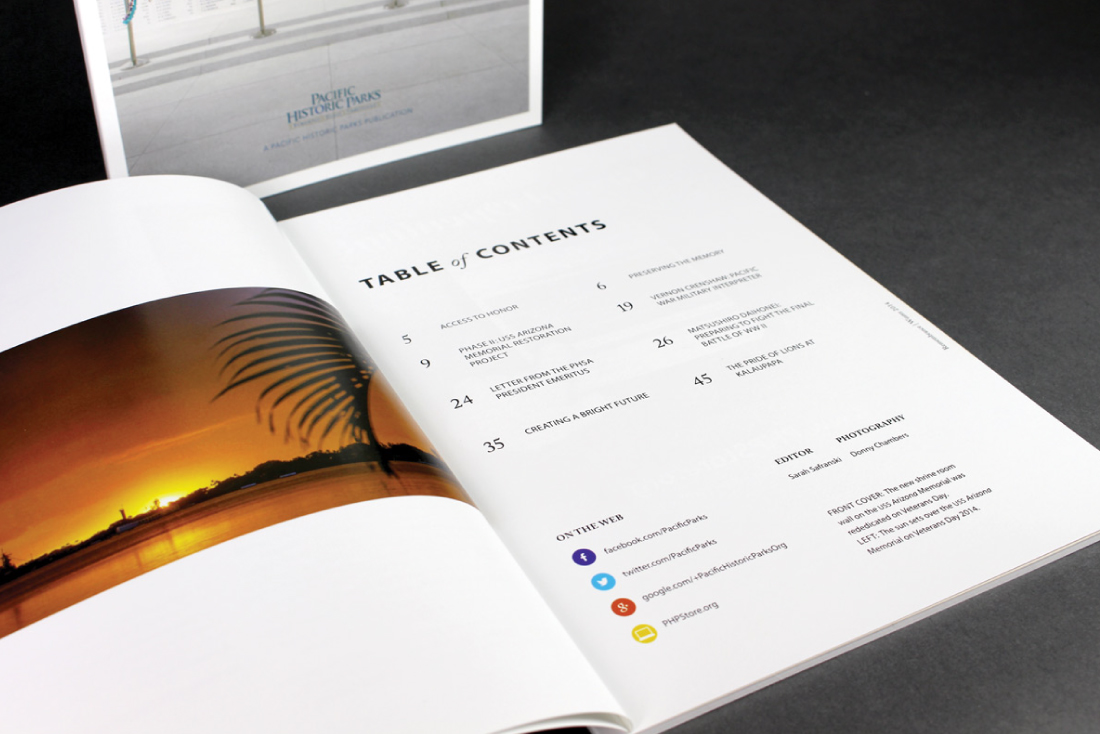 PACIFIC
HISTORIC PARKS
A PACIFIC HISTORIC PARKS PUBLICATION
TABLE of CONTENTS
5 ACCESS TO HONOR
9 PHASE II: USS ARIZONA
MEMORIAL RESTORATION
PROJECT
24 LETTER FROM THE PHSA
PRESIDENT EMERITUS
35 CREATING A BRIGHT FUTURE
6 PRESERVING THE MEMORY
19 VERNON CRENSHAW: PACIFIC
WAR MILITARY INTERPRETER
26 MATSUSHIRO DAIHONEI:
PREPARING TO FIGHT THE FINAL
BATTLE OF WW II
45 THE PRIDE OF LIONS AT
KALAUPAPA
Remembrance | Winter 2014
EDITOR
Sarah Safranski
PHOTOGRAPHY
Donny Chambers
ON THE WEB
facebook.com/PacificParks
twitter.com/PacificParks
google.com/+PacificHistoricParksOrg
PHPStore.org
FRONT COVER: The new shrine room
wall on the USS Arizona Memorial was
rededicated on Veterans Day.
LEFT: The sun sets over the USS Arizona
Memorial on Veterans Day 2014.